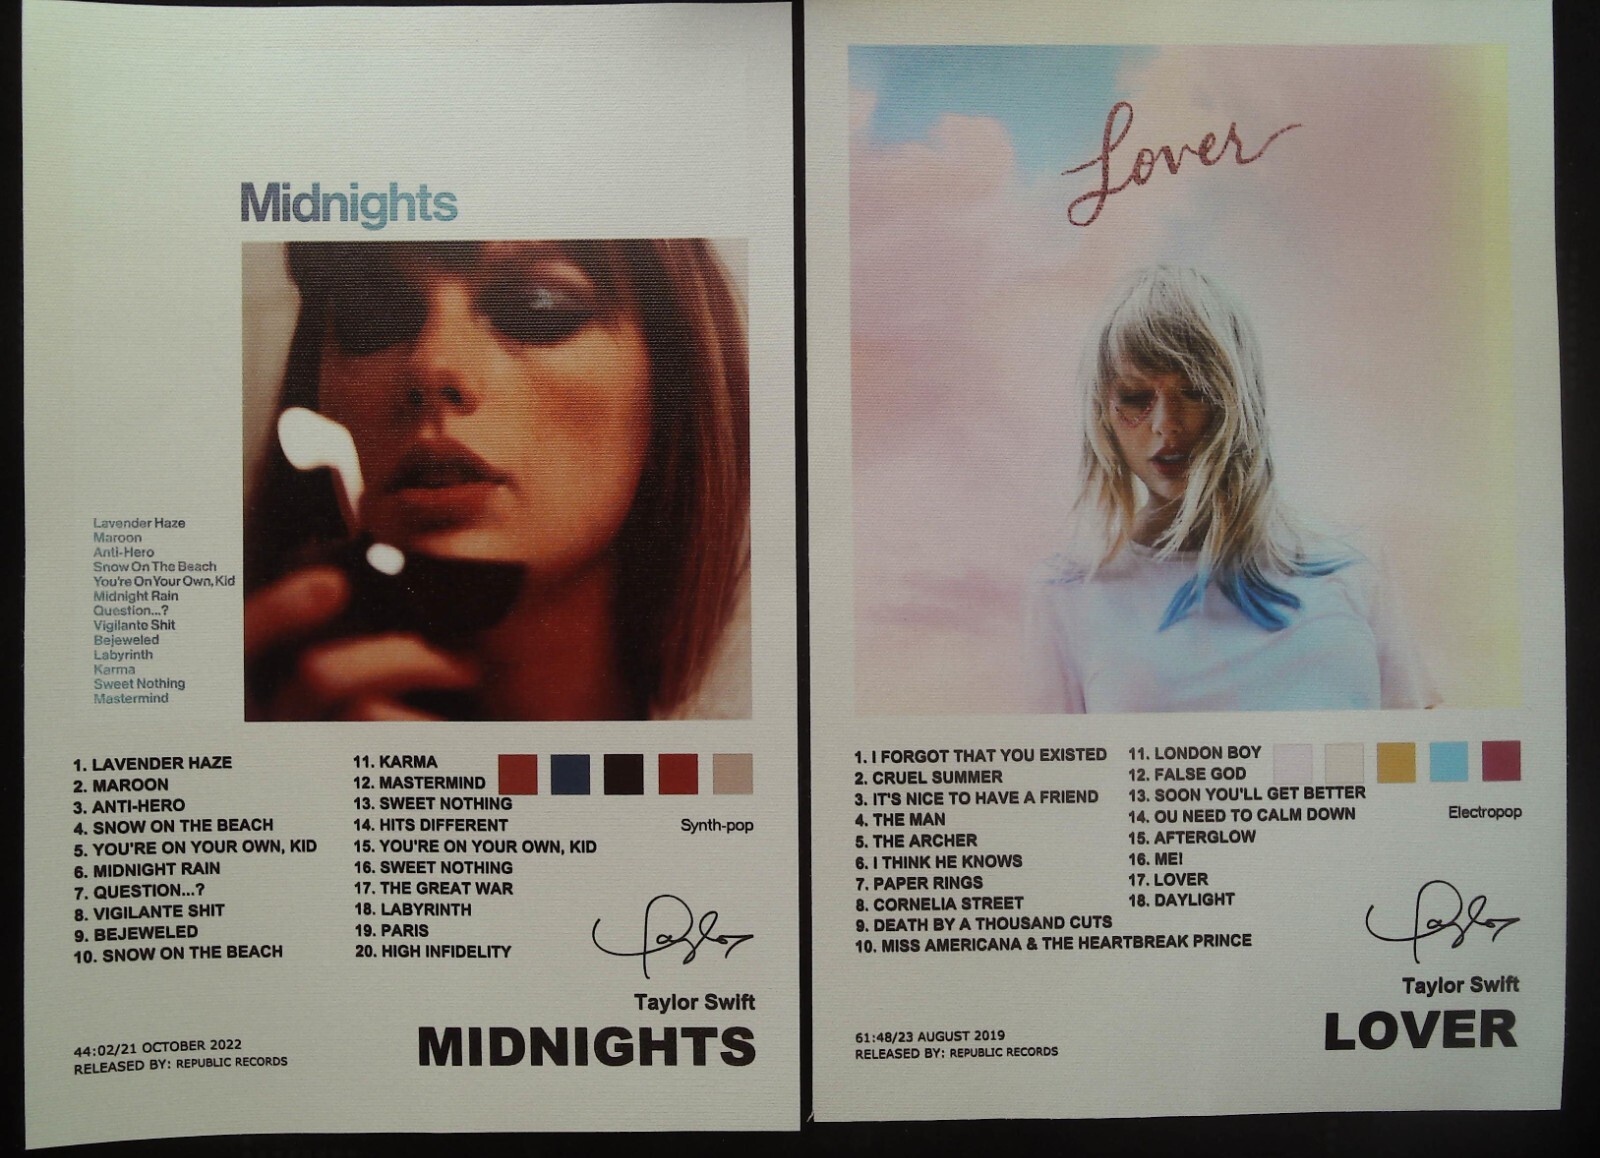 Midnights
Lavender Haze
Maroon
Anti-Hero
Snow On The Beach
You're On Your Own, Kid
Midnight Rain
Question...?
Vigilante Shit
Bejeweled
Labyrinth
Karma
Sweet Nothing
Mastermind
1. LAVENDER HAZE
2. MAROON
3. ANTI-HERO
4. SNOW ON THE BEACH
5. YOU'RE ON YOUR OWN, KID
6. MIDNIGHT RAIN
7. QUESTION...?
8. VIGILANTE SHIT
9. BEJEWELED
10. SNOW ON THE BEACH
11. KARMA
12. MASTERMIND
13. SWEET NOTHING
14. HITS DIFFERENT
15. YOU'RE ON YOUR OWN, KID
16. SWEET NOTHING
17. THE GREAT WAR
18. LABYRINTH
19. PARIS
20. HIGH INFIDELITY
Synth-pop
Taylor
Taylor Swift
MIDNIGHTS
44:02/21 OCTOBER 2022
RELEASED BY: REPUBLIC RECORDS
Lover
1. I FORGOT THAT YOU EXISTED
2. CRUEL SUMMER
3. IT'S NICE TO HAVE A FRIEND
4. THE MAN
5. THE ARCHER
6. I THINK HE KNOWS
7. PAPER RINGS
8. CORNELIA STREET
9. DEATH BY A THOUSAND CUTS
10. MISS AMERICANA & THE HEARTBREAK PRINCE
11. LONDON BOY
12. FALSE GOD
13. SOON YOU'LL GET BETTER
14. OU NEED TO CALM DOWN
15. AFTERGLOW
16. ME!
17. LOVER
18. DAYLIGHT
Electropop
Taylor
Taylor Swift
LOVER
61:48/23 AUGUST 2019
RELEASED BY: REPUBLIC RECORDS